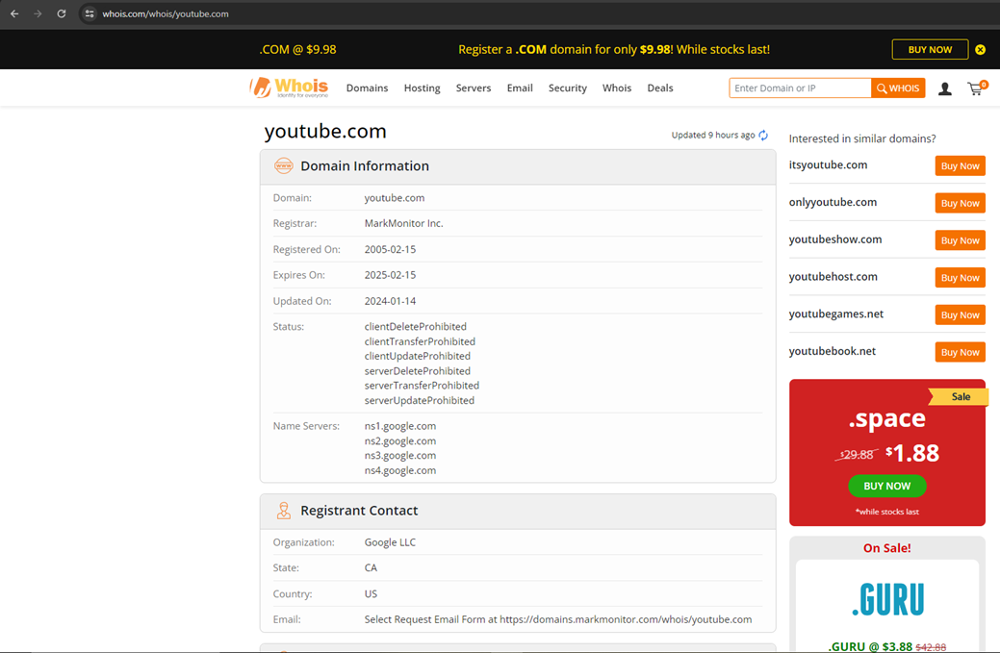 whois.com/whois/youtube.com
.COM @ $9.98
Register a .COM domain for only $9.98! While stocks last!
BUY NOW
Whois
Identity for everyone
Domains
Hosting
Servers
Email
Security
Whois
Deals
Enter Domain or IP
WHOIS
0
youtube.com
Updated 9 hours ago
www
Domain Information
Domain: youtube.com
Registrar: MarkMonitor Inc.
Registered On: 2005-02-15
Expires On: 2025-02-15
Updated On: 2024-01-14
Status: clientDeleteProhibited
clientTransferProhibited
clientUpdateProhibited
serverDeleteProhibited
serverTransferProhibited
serverUpdateProhibited
Name Servers: ns1.google.com
ns2.google.com
ns3.google.com
ns4.google.com
Registrant Contact
Organization: Google LLC
State: CA
Country: US
Email: Select Request Email Form at https://domains.markmonitor.com/whois/youtube.com
Interested in similar domains?
itsyoutube.com Buy Now
onlyyoutube.com Buy Now
youtubeshow.com Buy Now
youtubehost.com Buy Now
youtubegames.net Buy Now
youtubebook.net Buy Now
Sale
.space
$29.88 $1.88
BUY NOW
*while stocks last
On Sale!
.GURU
.GURU @ $3.88 $42.88